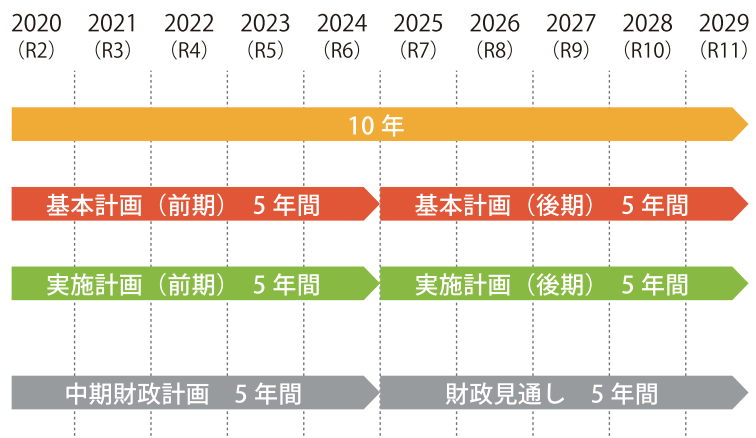 2020 2021 2022 2023 2024 2025 2026 2027 2028 2029
（R2） （R3） （R4） （R5） （R6） （R7） （R8） （R9） （R10） （R11）
10 年
基本計画（前期） 5 年間 基本計画（後期） 5 年間
実施計画（前期） 5 年間 実施計画（後期） 5 年間
中期財政計画 5 年間 財政見通し 5 年間